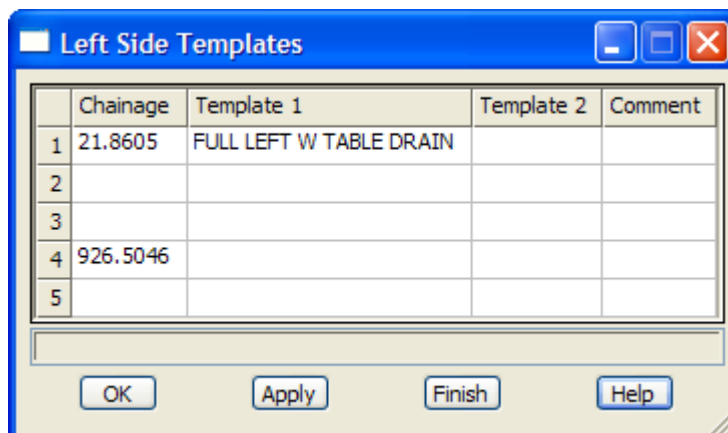 Left Side Templates
Chainage Template 1 Template 2 Comment
1 21.8605 FULL LEFT W TABLE DRAIN
2
3
4 926.5046
5
OK Apply Finish Help